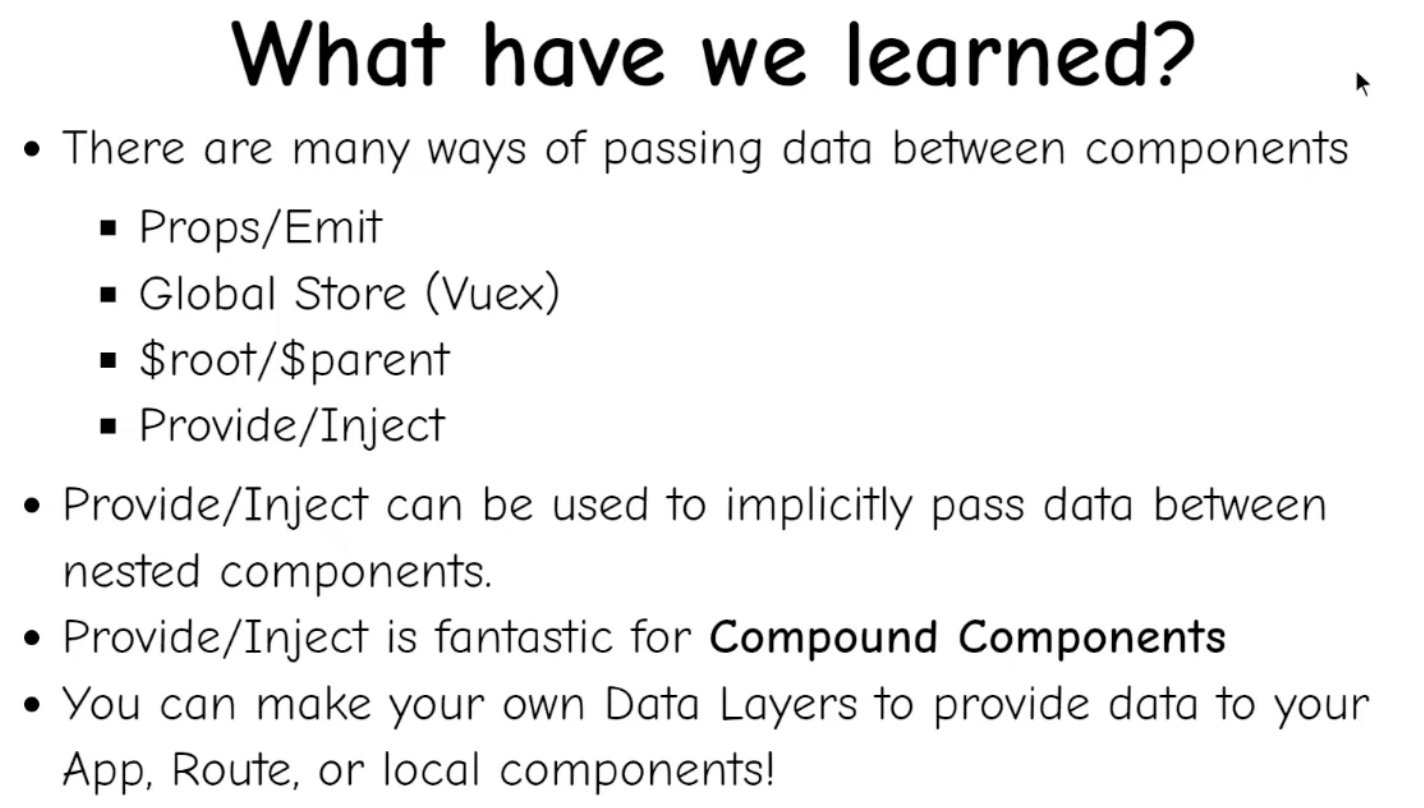 What have we learned?
There are many ways of passing data between components
Props/Emit
Global Store (Vuex)
$root/$parent
Provide/Inject
Provide/Inject can be used to implicitly pass data between
nested components.
Provide/Inject is fantastic for Compound Components
You can make your own Data Layers to provide data to your
App, Route, or local components!